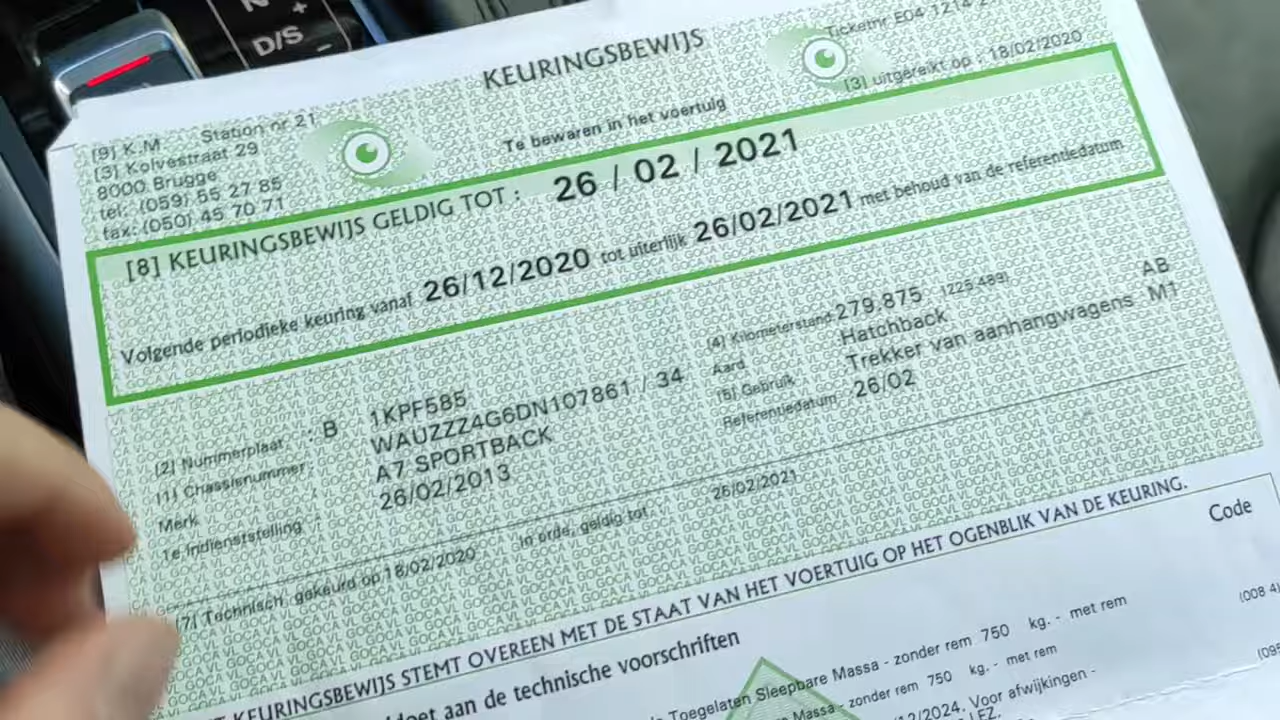 N
+
D/S
−
KEURINGSBEWIJS
Ticketnr E04 1214
[3] uitgereikt op 18/02/2020
[9] K.M Station nr 21
[3] Kolvestraat 29
8000 Brugge
tel: (059) 55 27 85
fax: (050) 45 70 71
Te bewaren in het voertuig
[8] KEURINGSBEWIJS GELDIG TOT : 26 / 02 / 2021
Volgende periodieke keuring vanaf 26/12/2020 tot uiterlijk 26/02/2021 met behoud van de referentiedatum
[2] Nummerplaat : B 1KPF585
[1] Chassisnummer : WAUZZZ4G6DN107861 / 34
Merk A7 SPORTBACK
1e Indienststelling : 26/02/2013
[4] Kilometerstand : 279.875 (225.489)
Aard Hatchback AB
[5] Gebruik Trekker van aanhangwagens M1
Referentiedatum : 26/02
[7] Technisch gekeurd op 18/02/2020 In orde, geldig tot 26/02/2021
KEURINGSBEWIJS STEMT OVEREEN MET DE STAAT VAN HET VOERTUIG OP HET OGENBLIK VAN DE KEURING.
aan de technische voorschriften
Code
Toegelaten Sleepbare Massa - zonder rem 750 kg. - met rem
Massa - zonder rem 750 kg. - met rem
/2024. Voor afwijkingen -